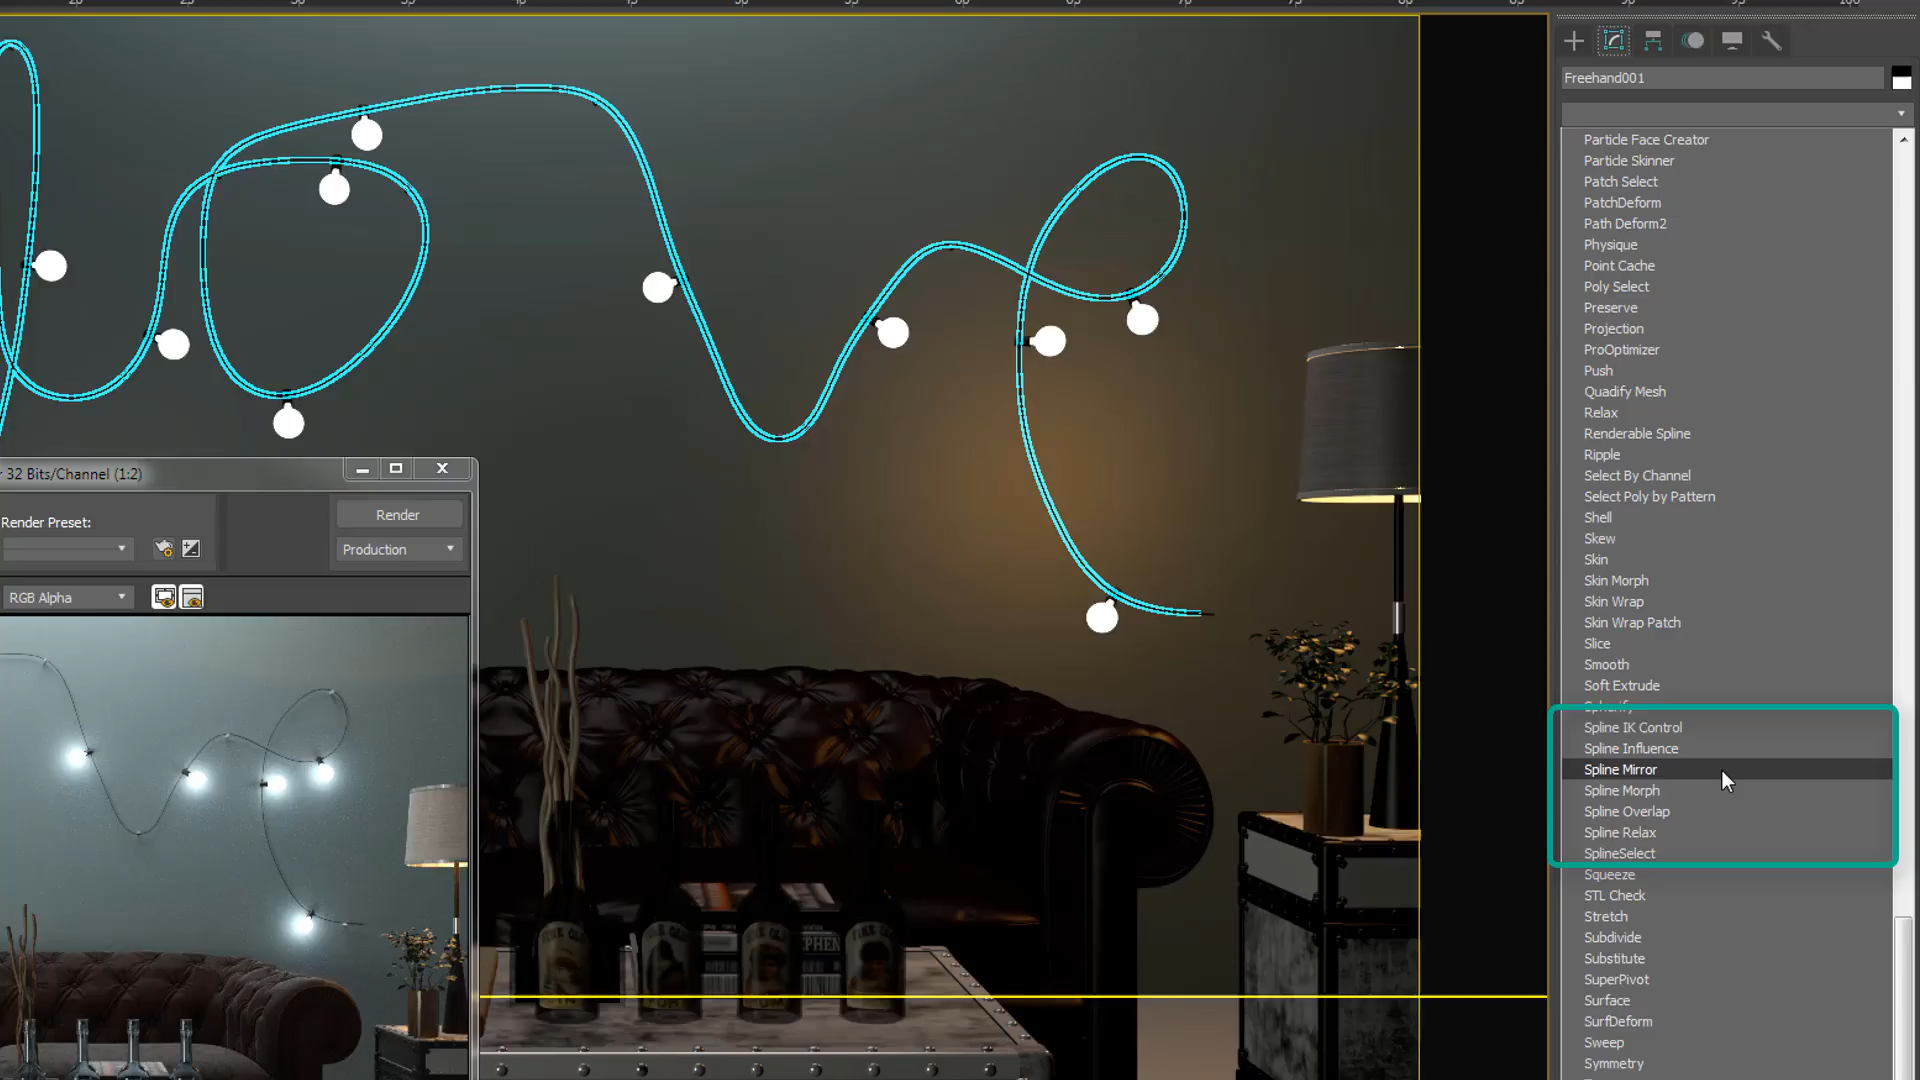 Freehand001
Particle Face Creator
Particle Skinner
Patch Select
PatchDeform
Path Deform2
Physique
Point Cache
Poly Select
Preserve
Projection
ProOptimizer
Push
Quadify Mesh
Relax
Renderable Spline
Ripple
Select By Channel
Select Poly by Pattern
Shell
Skew
Skin
Skin Morph
Skin Wrap
Skin Wrap Patch
Slice
Smooth
Soft Extrude
Spherify
Spline IK Control
Spline Influence
Spline Mirror
Spline Morph
Spline Overlap
Spline Relax
SplineSelect
Squeeze
STL Check
Stretch
Subdivide
Substitute
SuperPivot
Surface
SurfDeform
Sweep
Symmetry
32 Bits/Channel (1:2)
Render Preset:
Render
Production
RGB Alpha